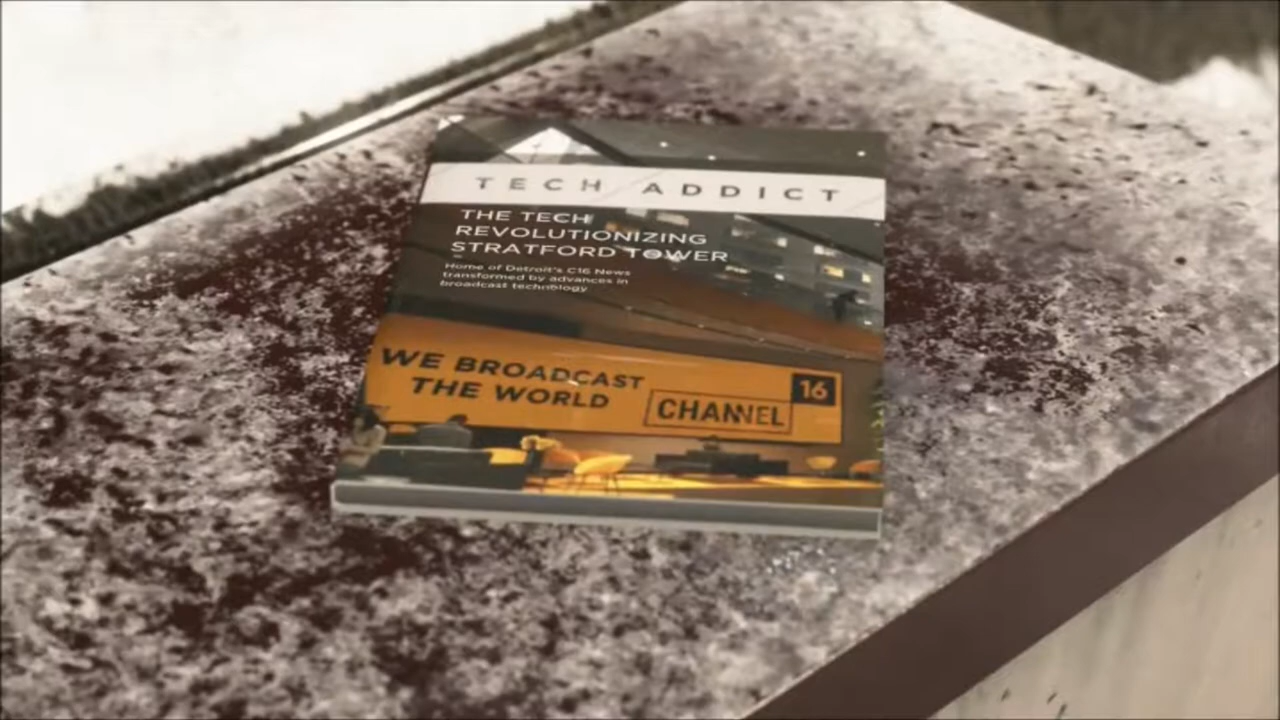 TECH ADDICT
THE TECH
REVOLUTIONIZING
STRATFORD TOWER
Home of Detroit's C16 News
transformed by advances in
broadcast technology
WE BROADCAST
THE WORLD
CHANNEL
16